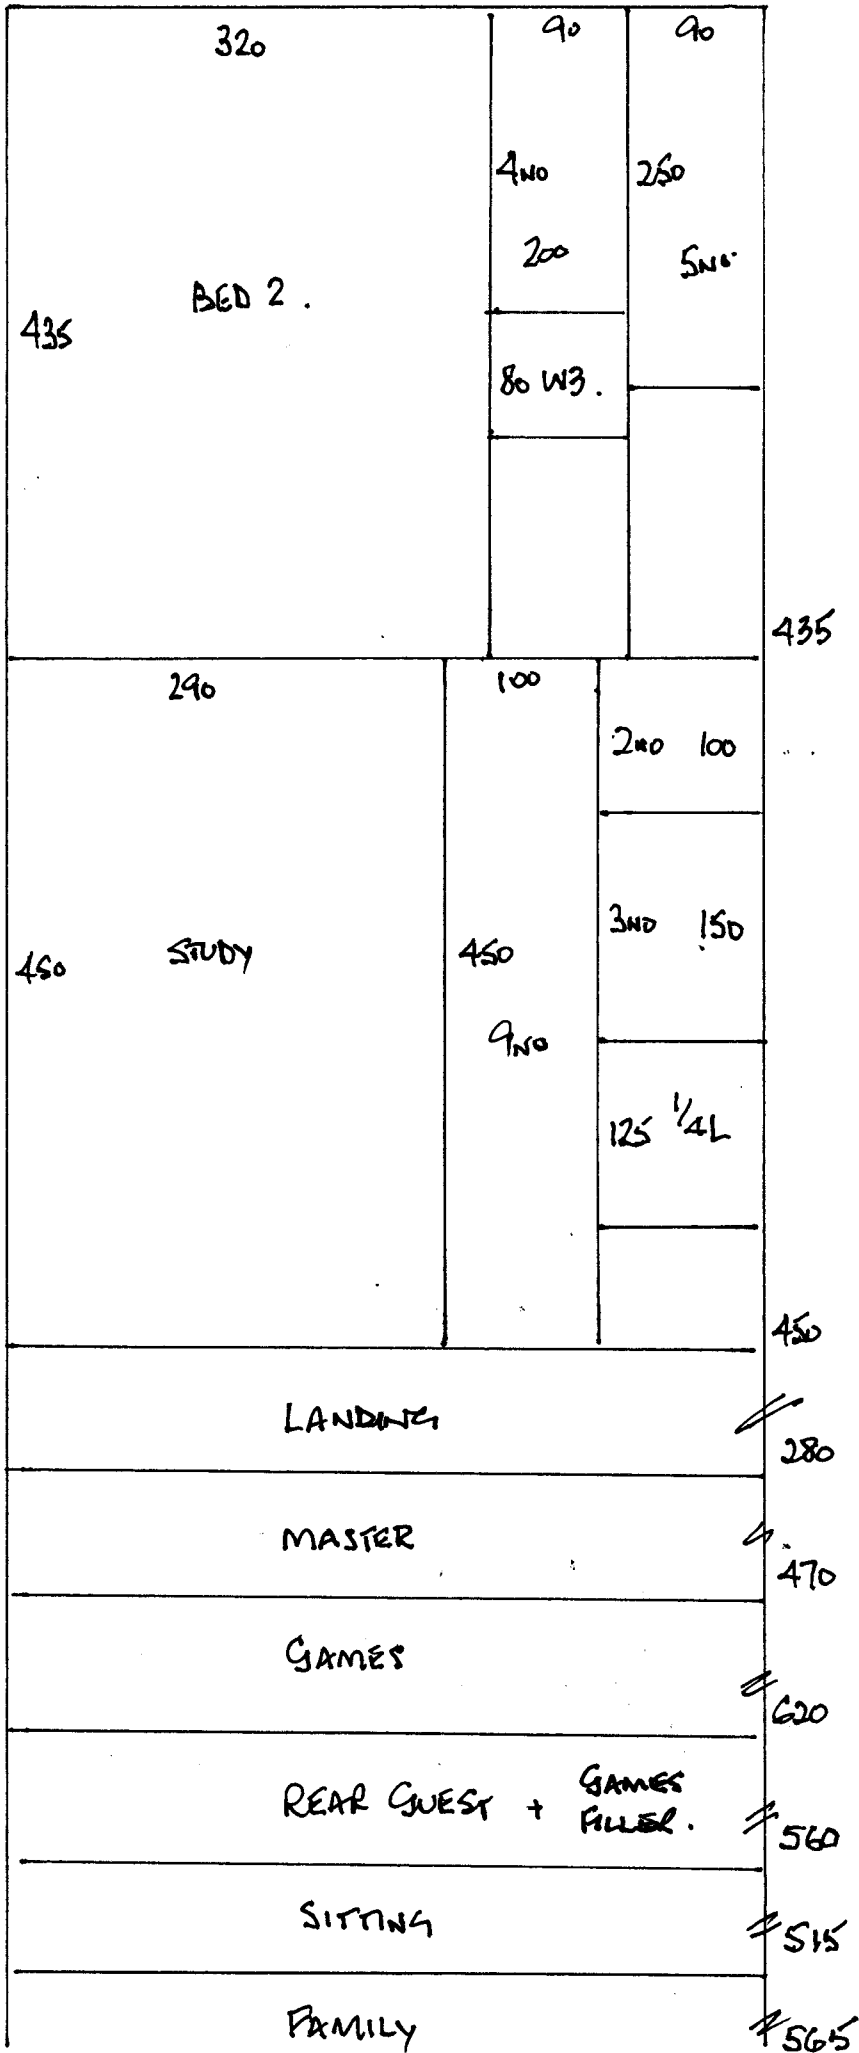 320
90
90
4NO
250
200
5NO.
BED 2.
435
80 W3.
435
290
100
2NO 100
3NO 150
450
STUDY
450
9NO
125 1/4L
450
LANDING
280
MASTER
470
GAMES
620
REAR GUEST + GAMES FILLER.
560
SITTING
515
FAMILY
565